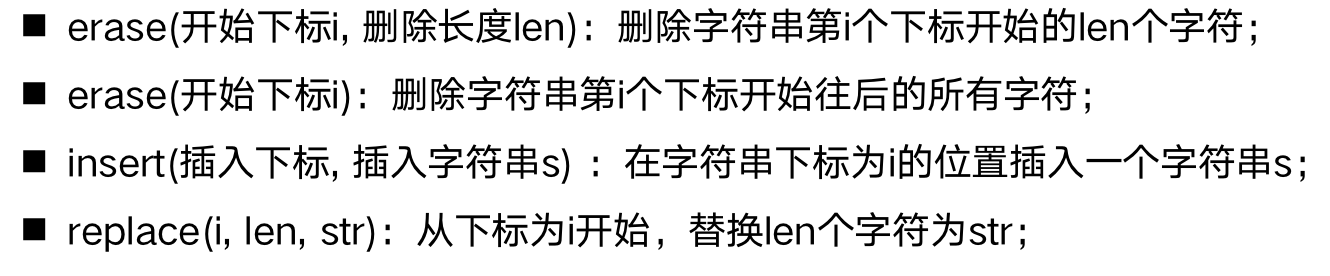 ■ erase(开始下标i, 删除长度len)：删除字符串第i个下标开始的len个字符；
■ erase(开始下标i)：删除字符串第i个下标开始往后的所有字符；
■ insert(插入下标, 插入字符串s) ：在字符串下标为i的位置插入一个字符串s；
■ replace(i, len, str)：从下标为i开始，替换len个字符为str；